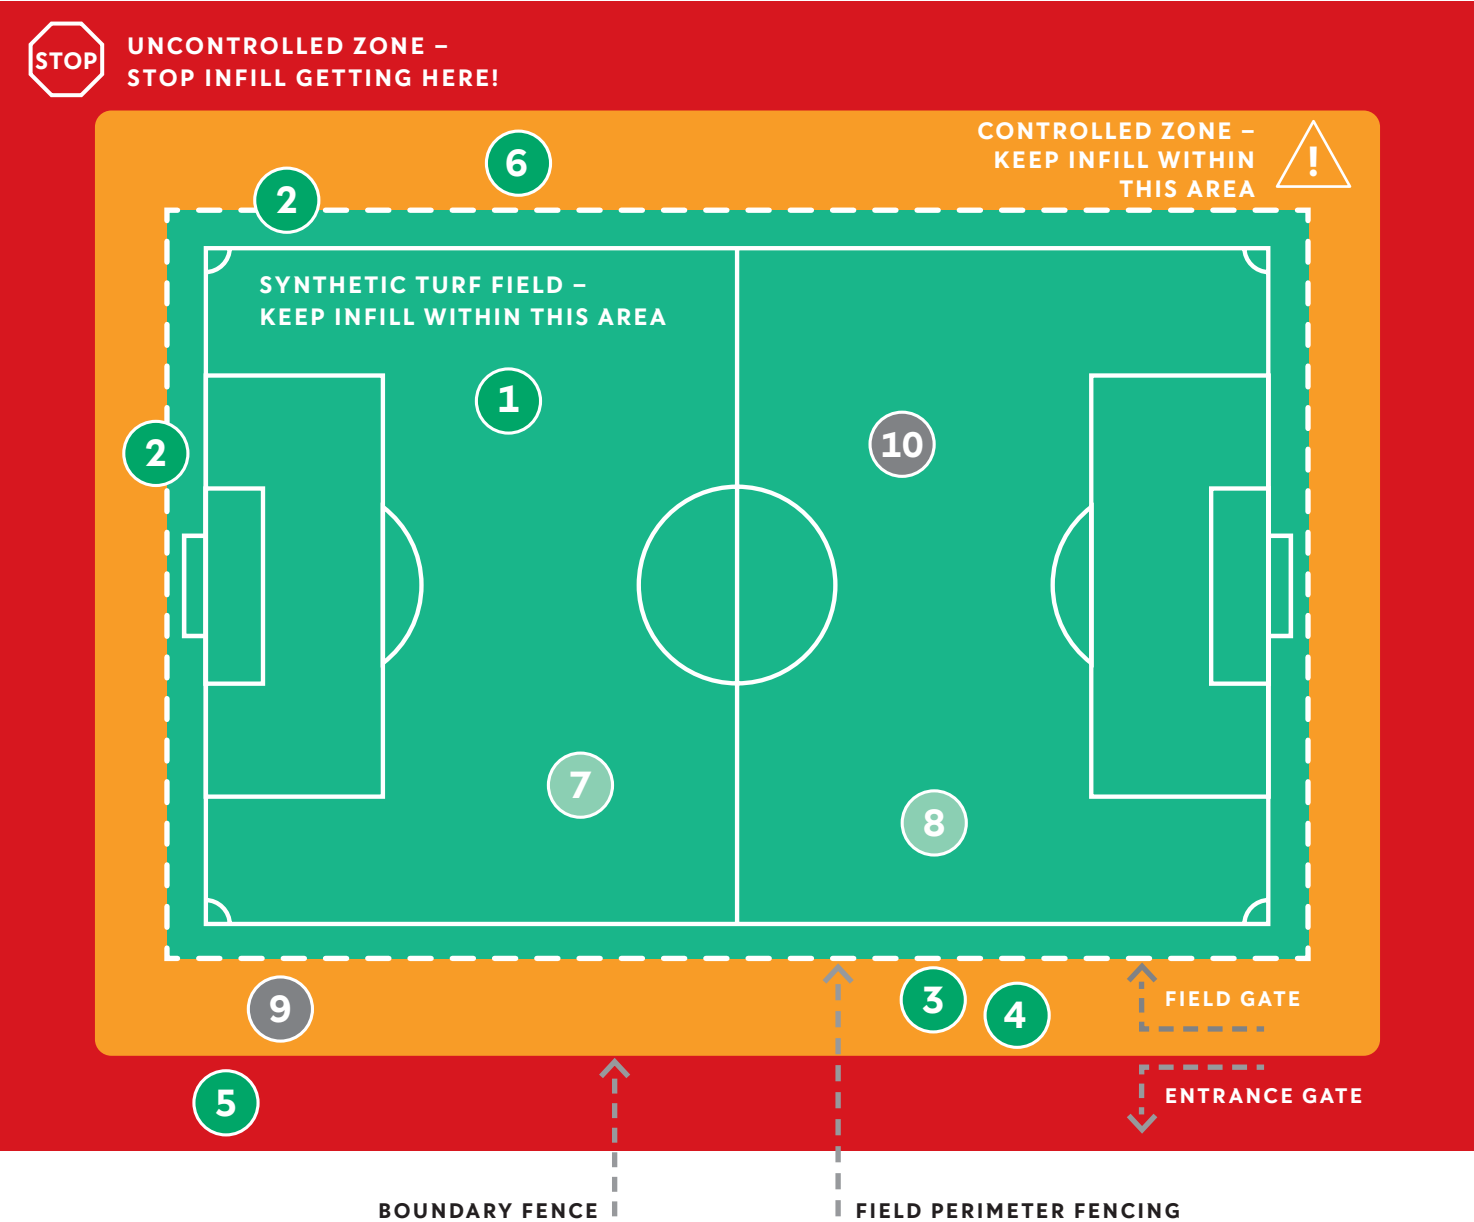 STOP
UNCONTROLLED ZONE –
STOP INFILL GETTING HERE!
CONTROLLED ZONE –
KEEP INFILL WITHIN
THIS AREA
!
6
2
SYNTHETIC TURF FIELD –
KEEP INFILL WITHIN THIS AREA
1
10
2
7
8
3
4
FIELD GATE
9
5
ENTRANCE GATE
BOUNDARY FENCE
FIELD PERIMETER FENCING